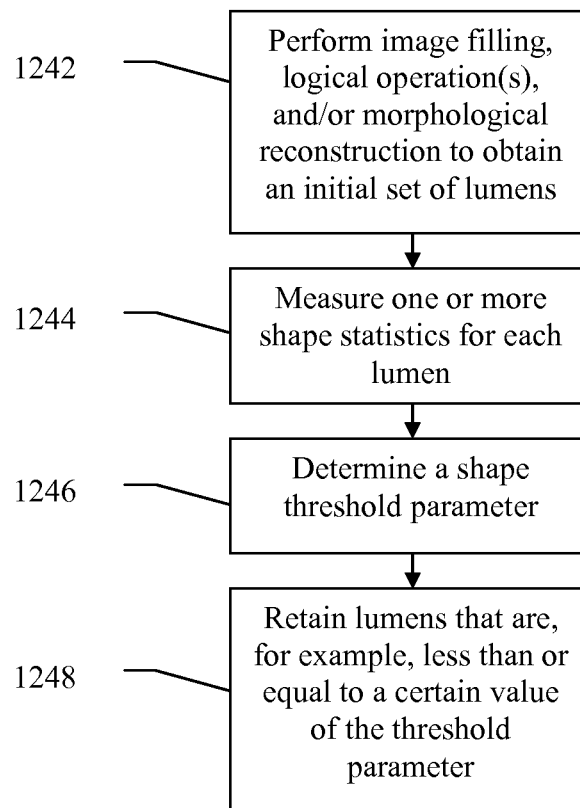 1242
Perform image filling,
logical operation(s),
and/or morphological
reconstruction to obtain
an initial set of lumens
1244
Measure one or more
shape statistics for each
lumen
1246
Determine a shape
threshold parameter
1248
Retain lumens that are,
for example, less than or
equal to a certain value
of the threshold
parameter